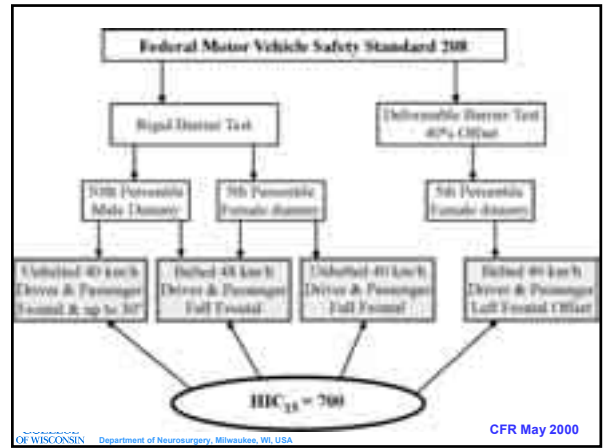 Federal Motor Vehicle Safety Standard 208
Rigid Barrier Test
Deformable Barrier Test
40% Offset
50th Percentile
Male Dummy
5th Percentile
Female dummy
5th Percentile
Female dummy
Unbelted 40 km/h
Driver & Passenger
Frontal & up to 30°
Belted 48 km/h
Driver & Passenger
Full Frontal
Unbelted 40 km/h
Driver & Passenger
Full Frontal
Belted 40 km/h
Driver & Passenger
Left Frontal Offset
HIC15 = 700
COLLEGE
OF WISCONSIN
Department of Neurosurgery, Milwaukee, WI, USA
CFR May 2000